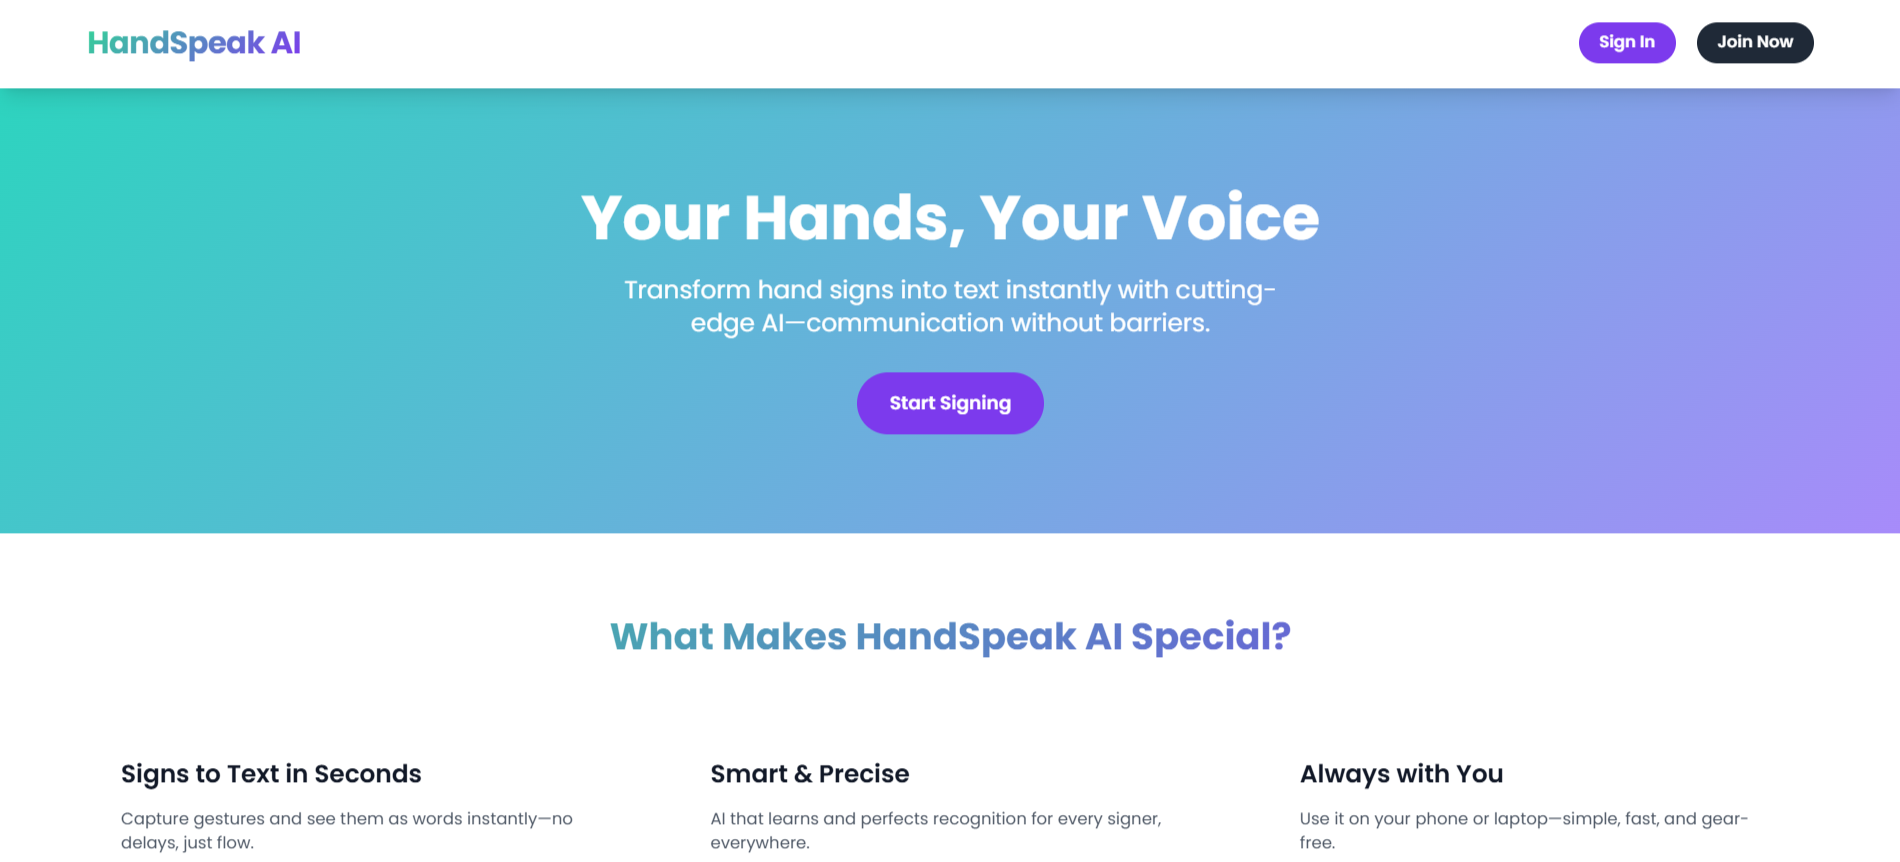 HandSpeak AI
Sign In
Join Now
Your Hands, Your Voice
Transform hand signs into text instantly with cutting-
edge AI—communication without barriers.
Start Signing
What Makes HandSpeak AI Special?
Signs to Text in Seconds
Capture gestures and see them as words instantly—no
delays, just flow.
Smart & Precise
AI that learns and perfects recognition for every signer,
everywhere.
Always with You
Use it on your phone or laptop—simple, fast, and gear-
free.